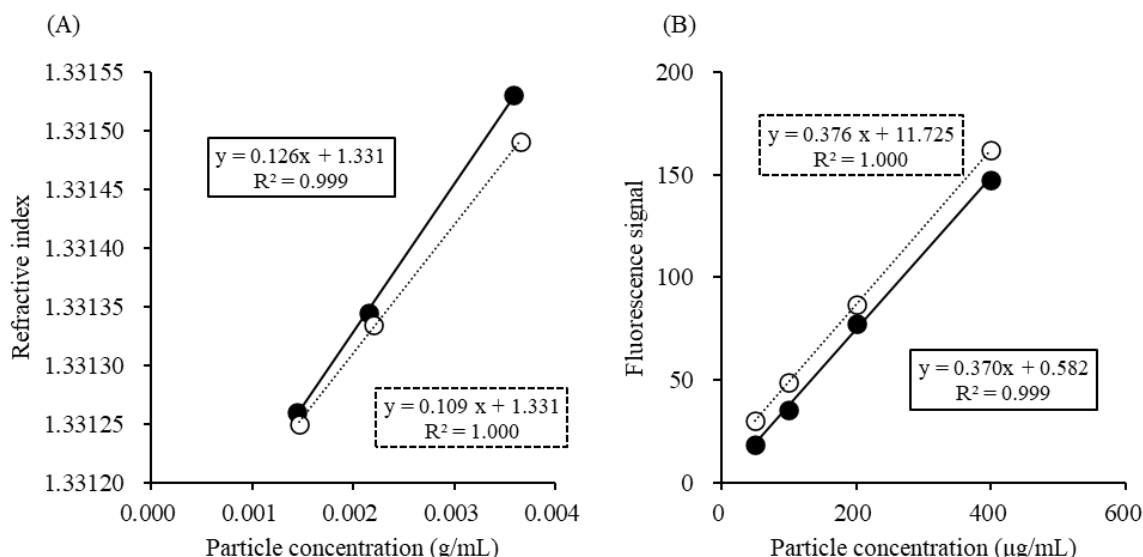 (A)
1.33155
1.33150
1.33145
1.33140
1.33135
1.33130
1.33125
1.33120
Refractive index
y = 0.126x + 1.331
R² = 0.999
y = 0.109 x + 1.331
R² = 1.000
0.000
0.001
0.002
0.003
0.004
Particle concentration (g/mL)
(B)
200
150
100
50
0
Fluorescence signal
y = 0.376 x + 11.725
R² = 1.000
y = 0.370x + 0.582
R² = 0.999
0
200
400
600
Particle concentration (µg/mL)